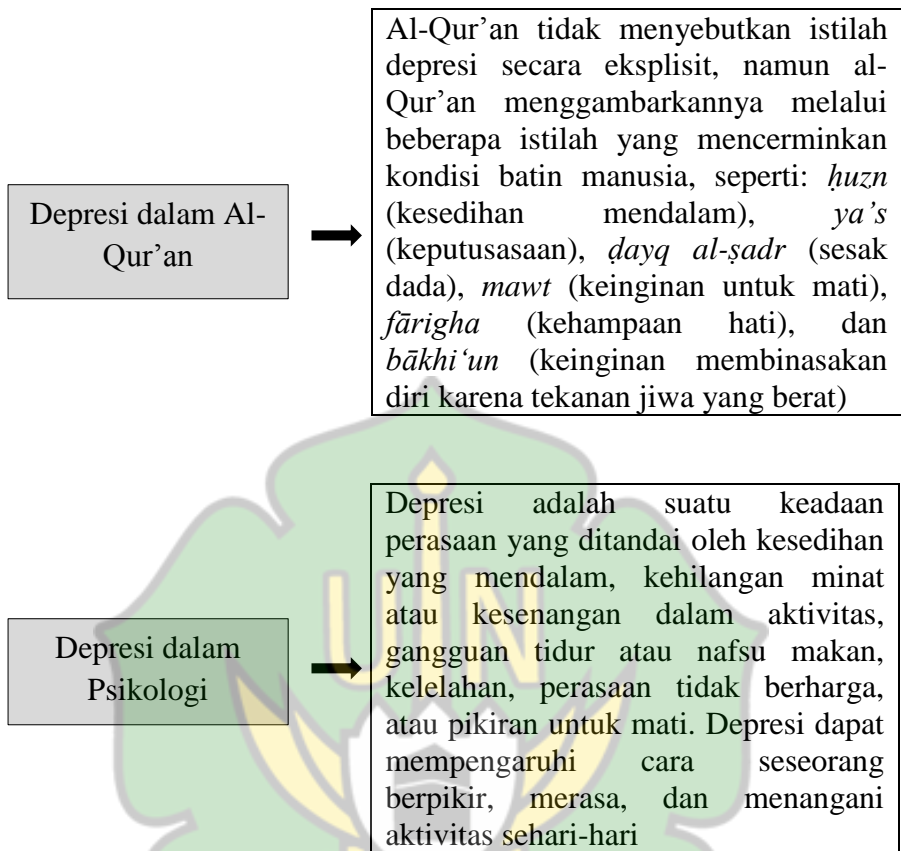 Depresi dalam Al-
Qur’an
Al-Qur’an tidak menyebutkan istilah
depresi secara eksplisit, namun al-
Qur’an menggambarkannya melalui
beberapa istilah yang mencerminkan
kondisi batin manusia, seperti: ḥuzn
(kesedihan mendalam), ya’s
(keputusasaan), ḍayq al-ṣadr (sesak
dada), mawt (keinginan untuk mati),
fārigha (kehampaan hati), dan
bākhi‘un (keinginan membinasakan
diri karena tekanan jiwa yang berat)
Depresi dalam
Psikologi
Depresi adalah suatu keadaan
perasaan yang ditandai oleh kesedihan
yang mendalam, kehilangan minat
atau kesenangan dalam aktivitas,
gangguan tidur atau nafsu makan,
kelelahan, perasaan tidak berharga,
atau pikiran untuk mati. Depresi dapat
mempengaruhi cara seseorang
berpikir, merasa, dan menangani
aktivitas sehari-hari
UIN